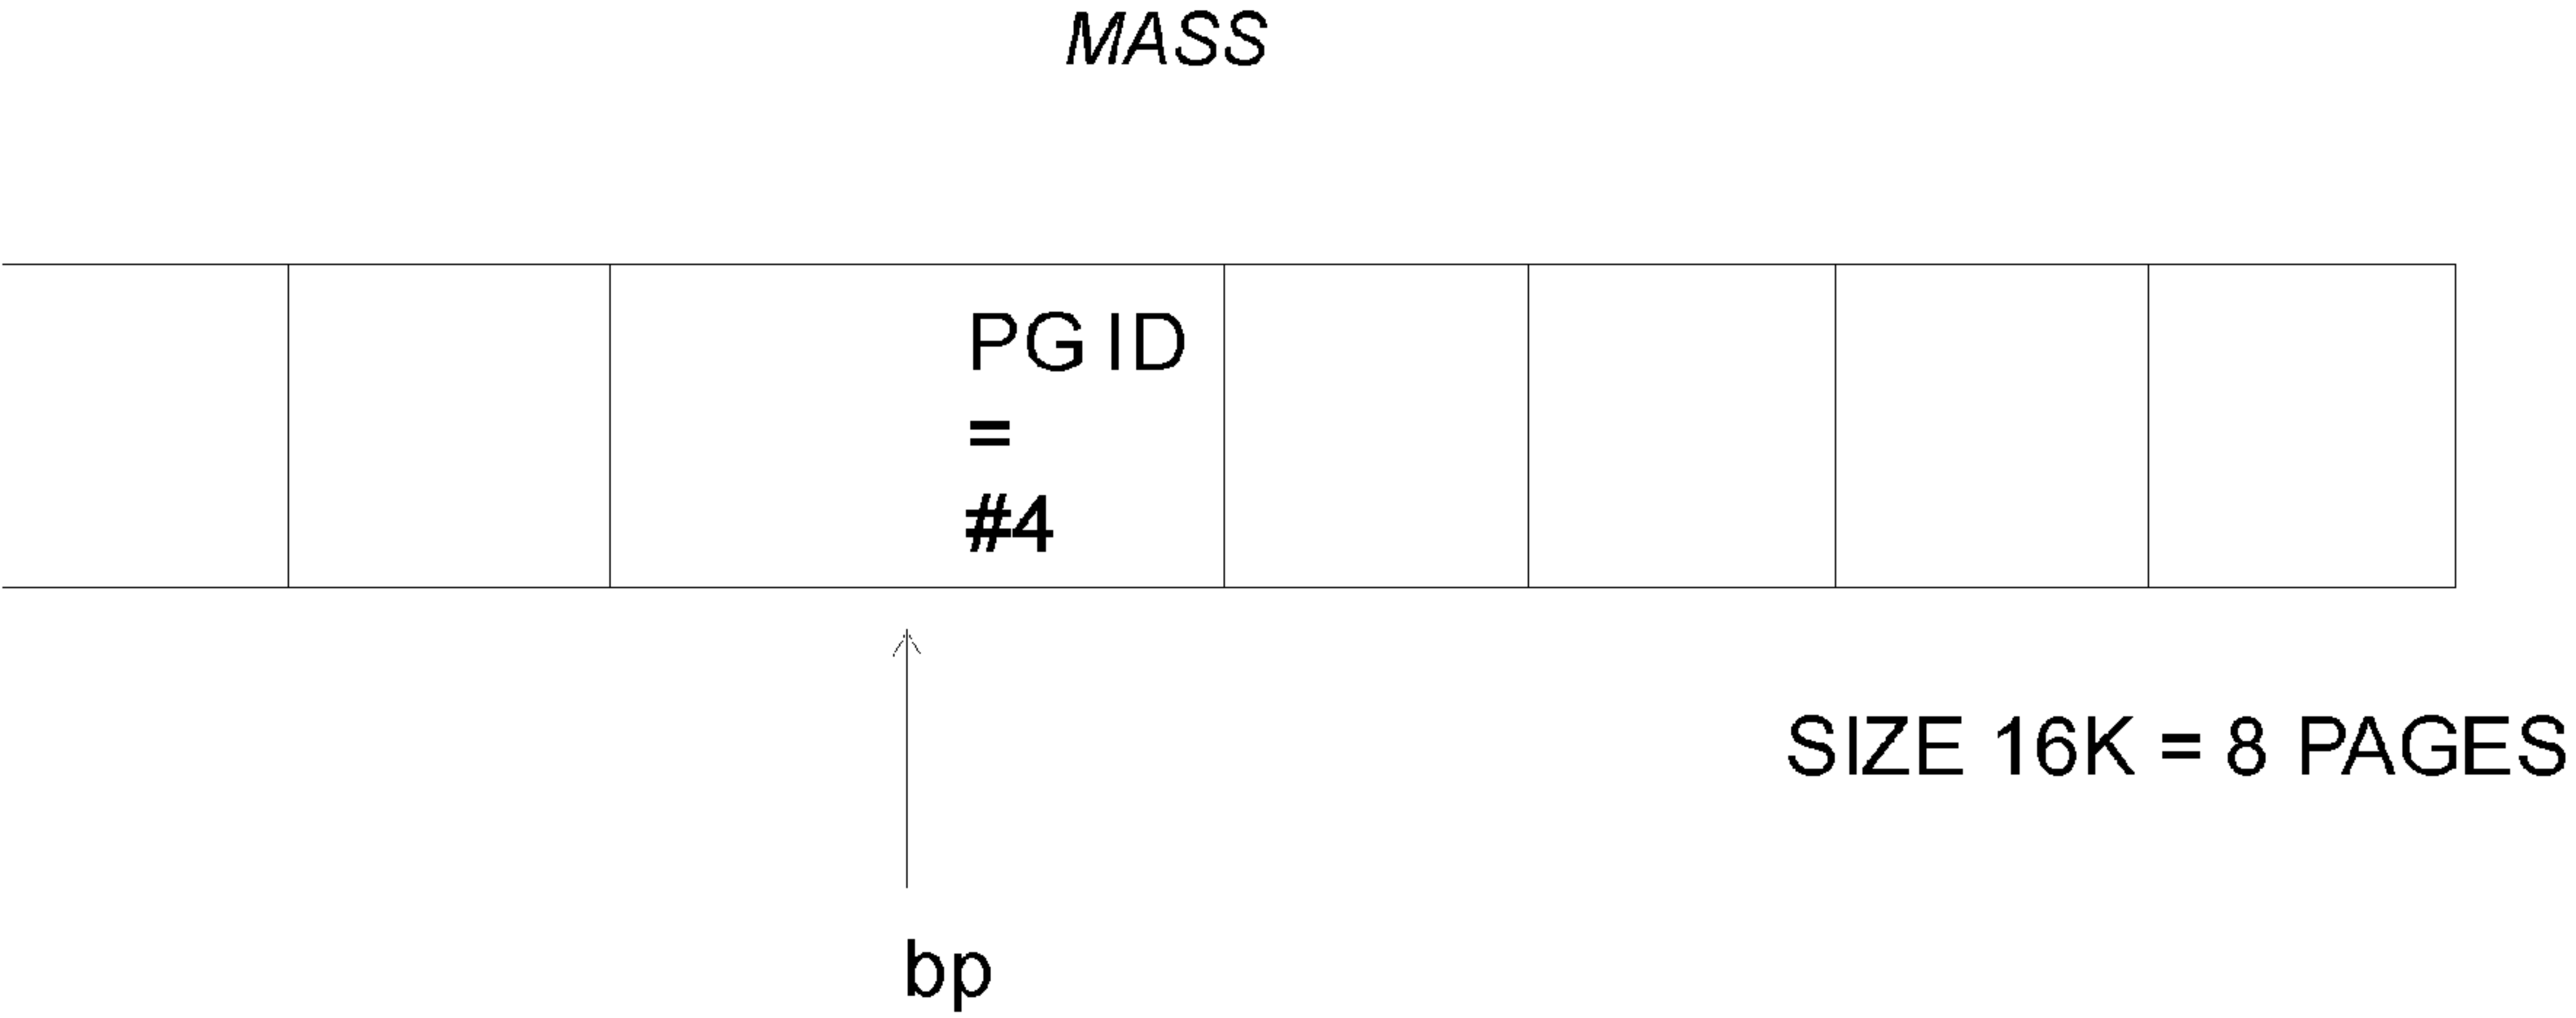 MASS
PG ID
=
#4
SIZE 16K = 8 PAGES
bp